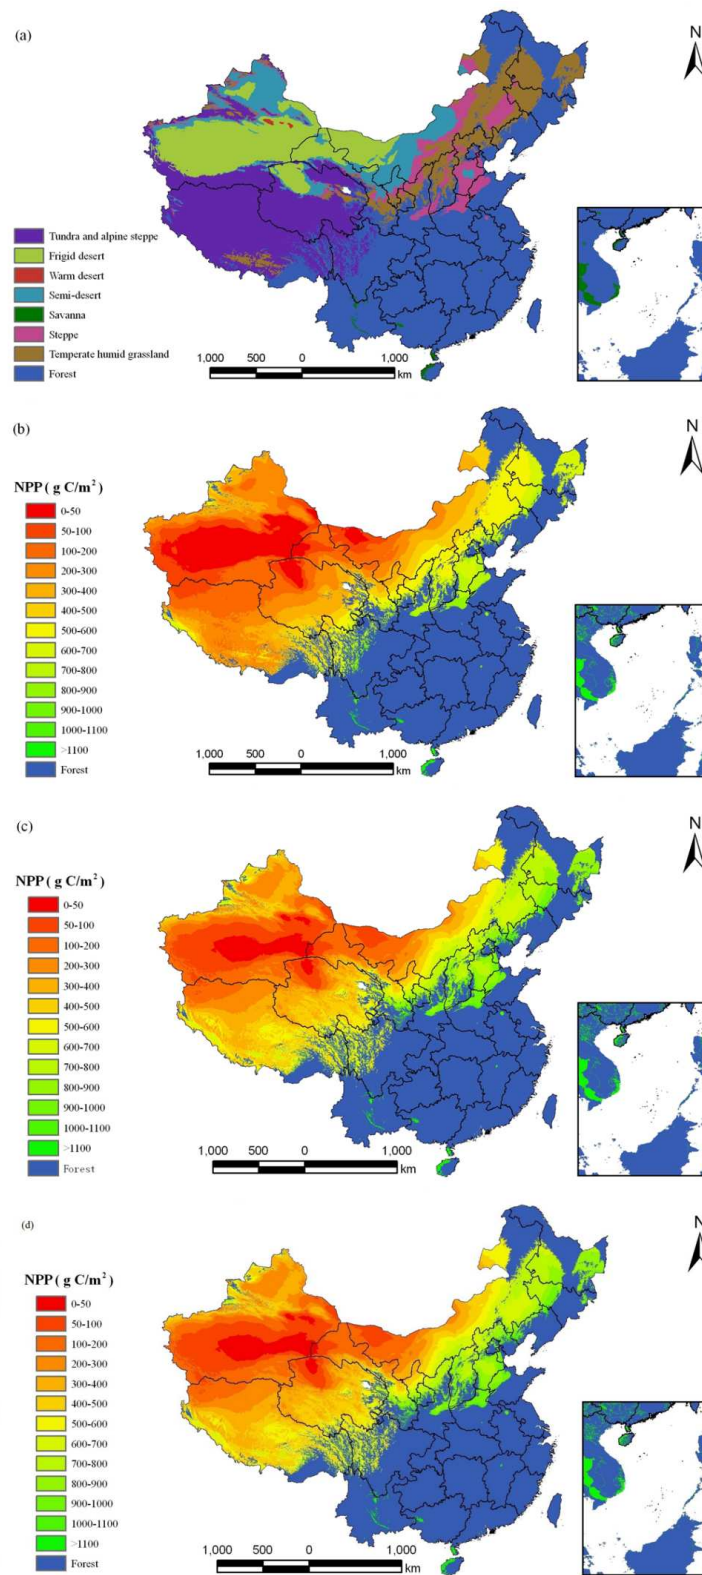 (a)
N
Tundra and alpine steppe
Frigid desert
Warm desert
Semi-desert
Savanna
Steppe
Temperate humid grassland
Forest
1,000 500 0 1,000
km
(b)
N
NPP ( g C/m²)
0-50
50-100
100-200
200-300
300-400
400-500
500-600
600-700
700-800
800-900
900-1000
1000-1100
>1100
Forest
1,000 500 0 1,000
km
(c)
N
NPP ( g C/m²)
0-50
50-100
100-200
200-300
300-400
400-500
500-600
600-700
700-800
800-900
900-1000
1000-1100
>1100
Forest
1,000 500 0 1,000
km
(d)
N
NPP ( g C/m²)
0-50
50-100
100-200
200-300
300-400
400-500
500-600
600-700
700-800
800-900
900-1000
1000-1100
>1100
Forest
1,000 500 0 1,000
km